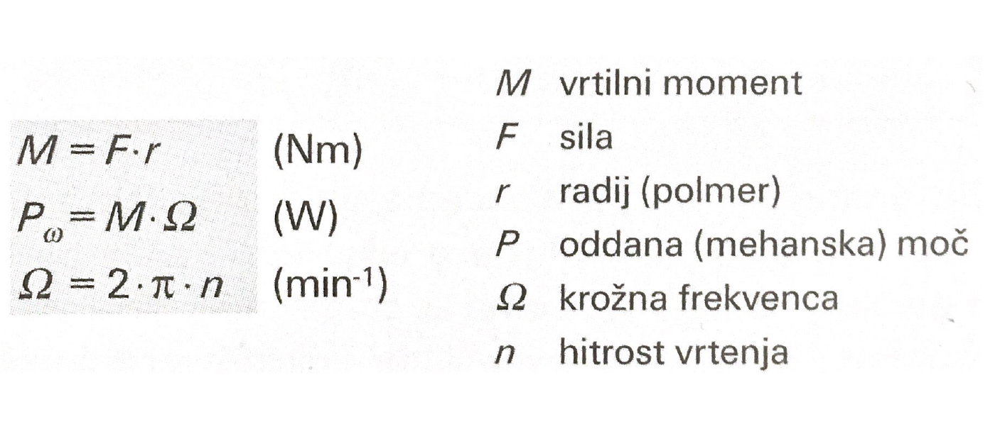 M = F·r (Nm)
P_ω = M·Ω (W)
Ω = 2·π·n (min⁻¹)
M vrtilni moment
F sila
r radij (polmer)
P oddana (mehanska) moč
Ω krožna frekvenca
n hitrost vrtenja